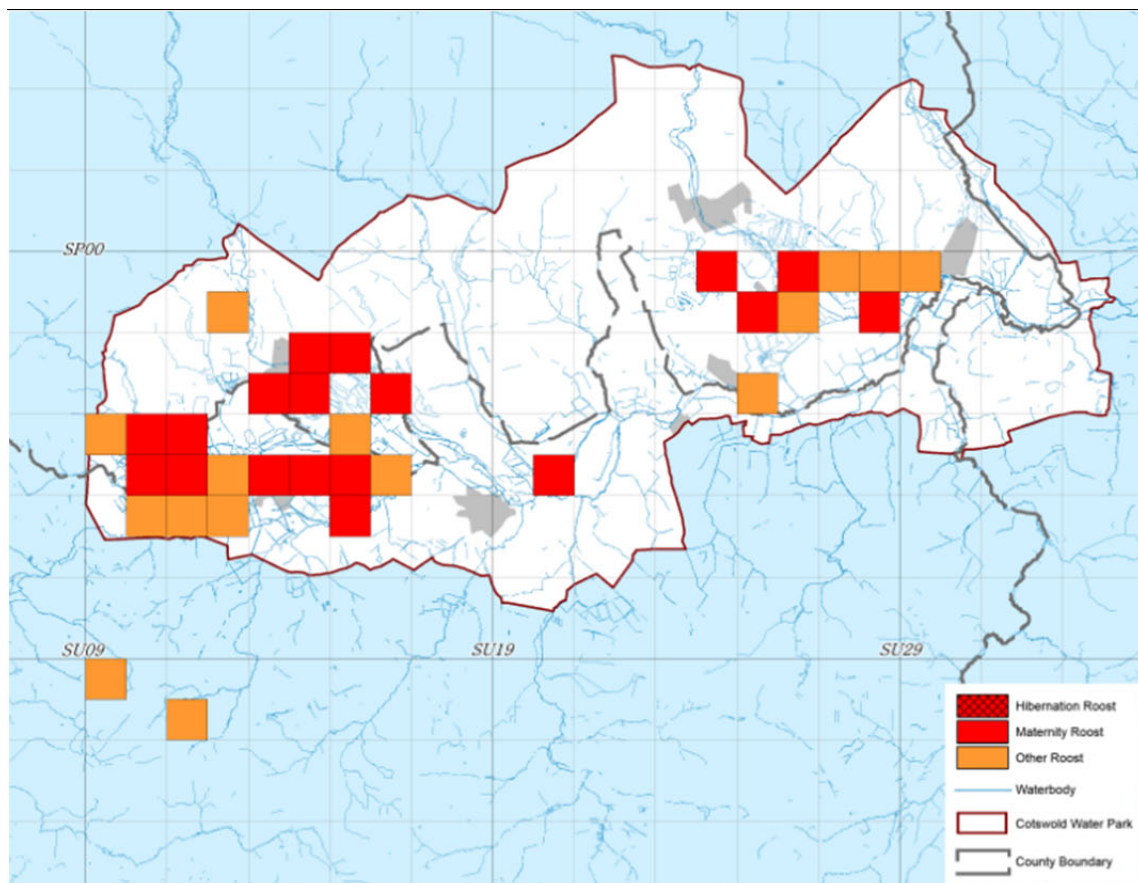 SP00
SU09
SU19
SU29
Hibernation Roost
Maternity Roost
Other Roost
Waterbody
Cotswold Water Park
County Boundary